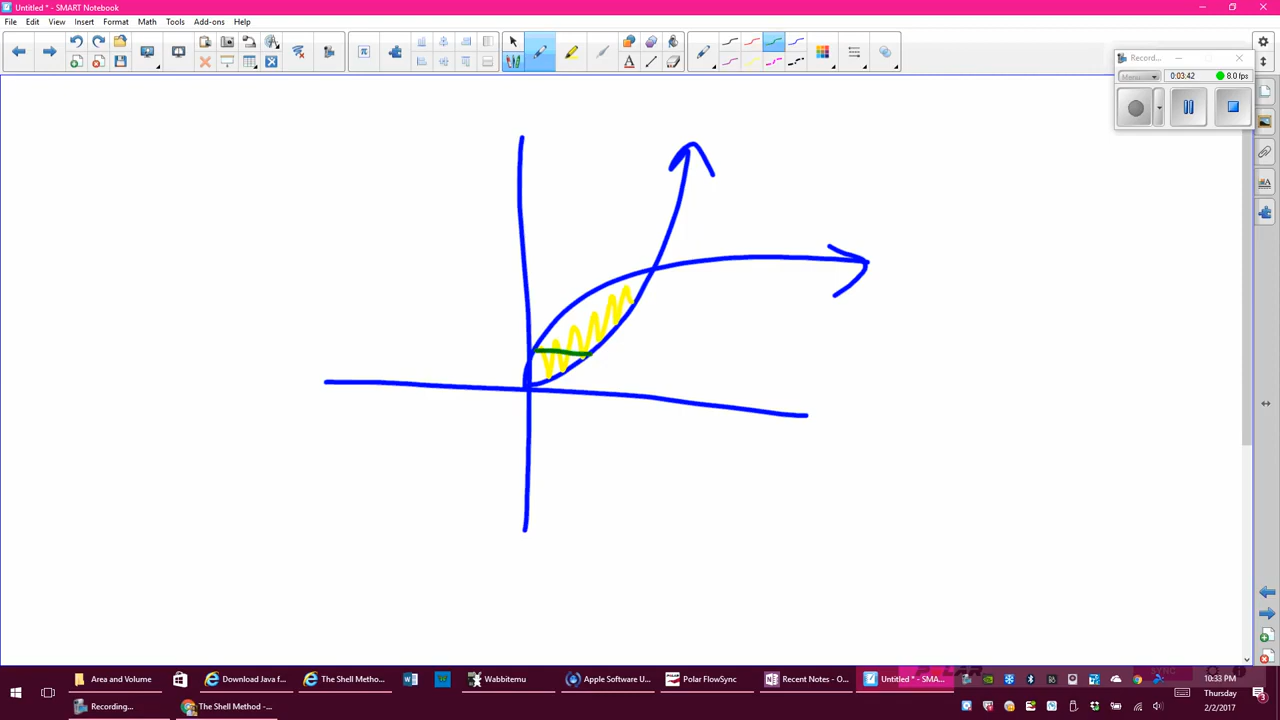 Untitled * - SMART Notebook
File Edit View Insert Format Math Tools Add-ons Help
Record...
Menu
0:03:42
8.0 fps
Area and Volume
Download Java f...
The Shell Metho...
Wabbitemu
Apple Software U...
Polar FlowSync
Recent Notes - O...
Untitled * - SMA...
10:33 PM
Thursday
2/2/2017
Recording...
The Shell Method -...